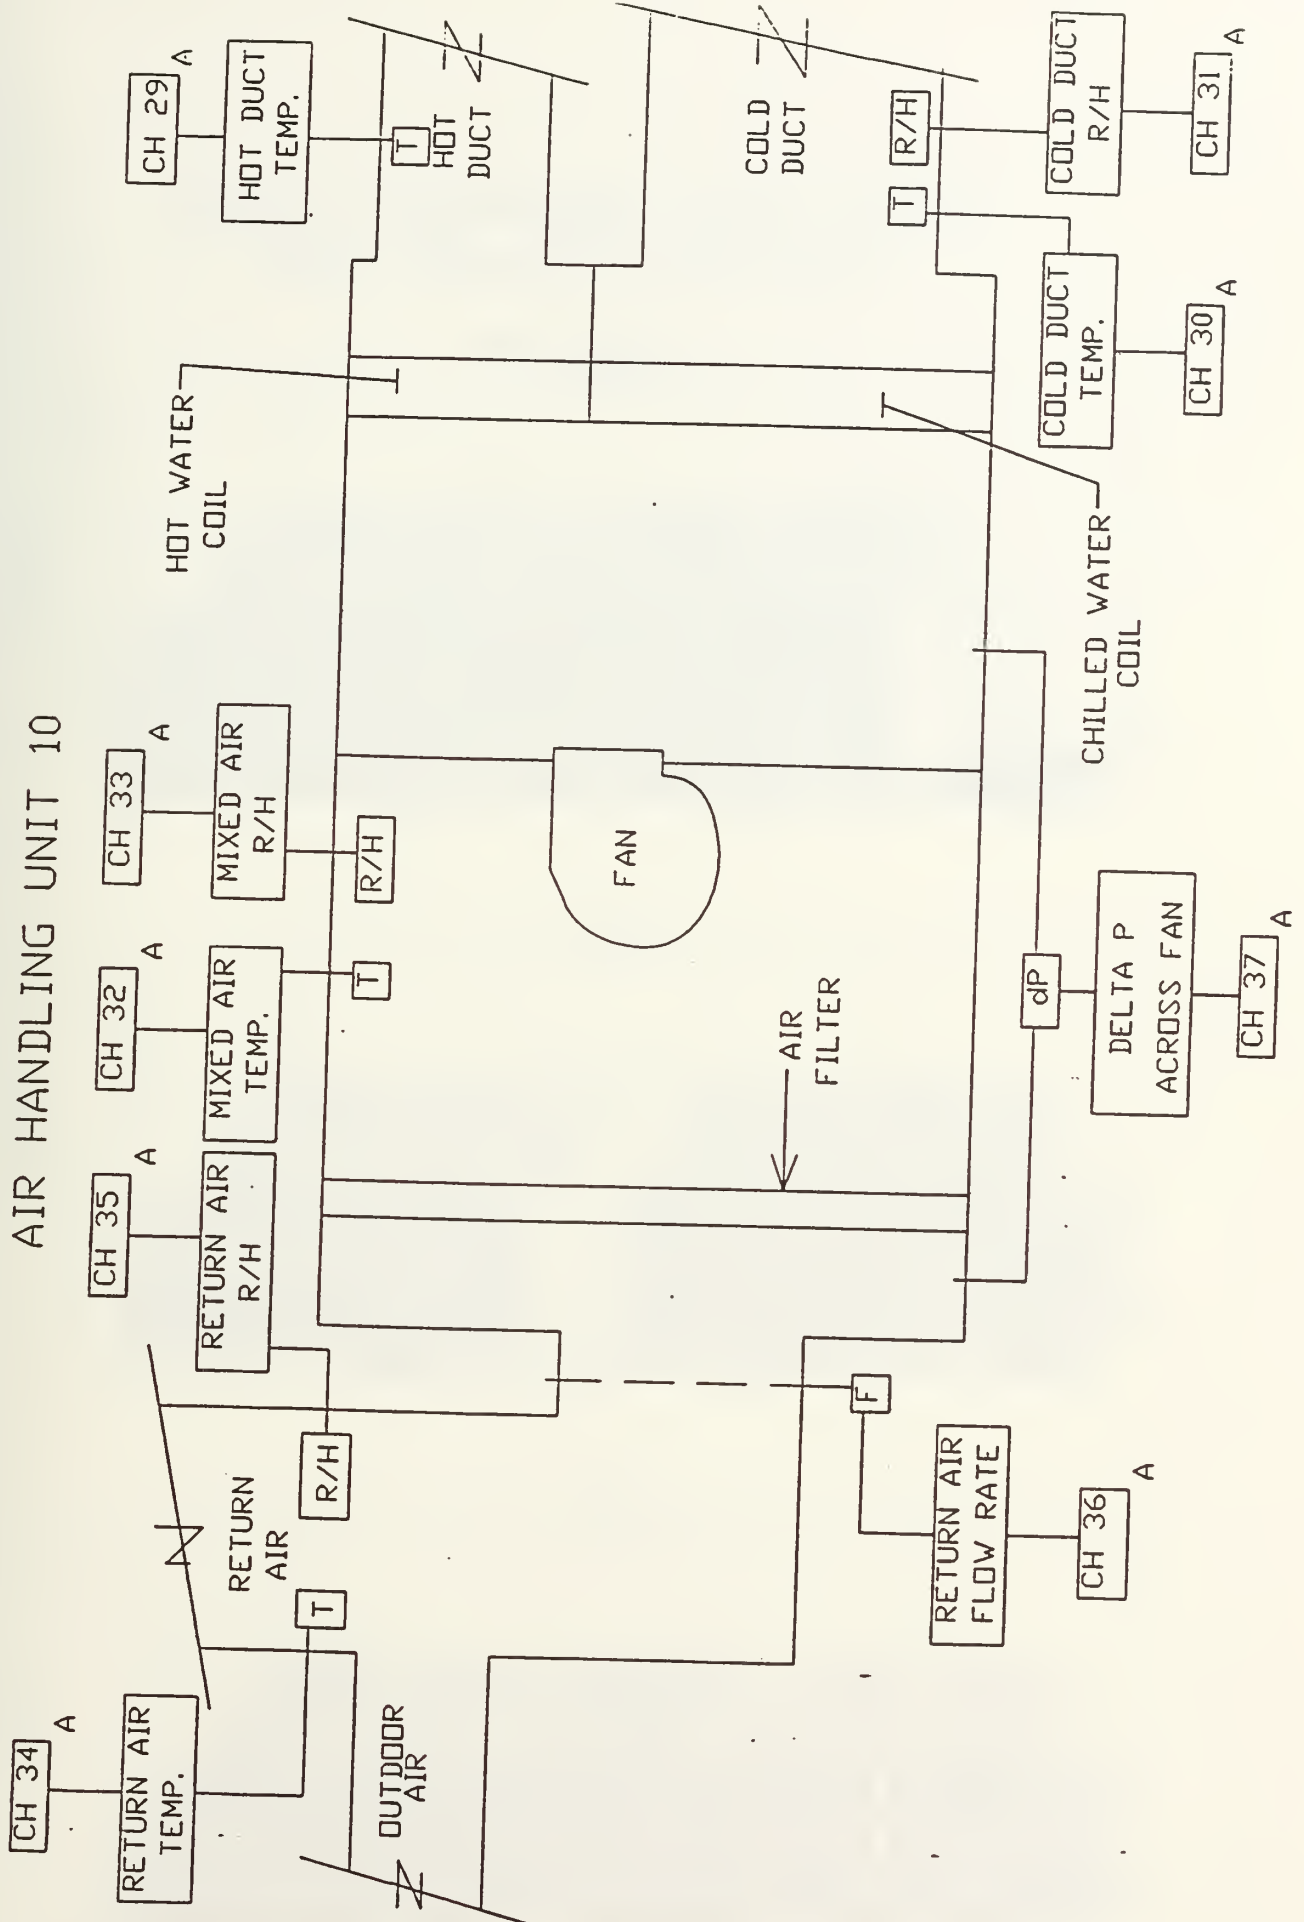 AIR HANDLING UNIT 10
CH 34
A
RETURN AIR
TEMP.
T
CH 35
A
RETURN AIR
R/H
R/H
CH 32
A
MIXED AIR
TEMP.
T
CH 33
A
MIXED AIR
R/H
R/H
CH 29
A
HOT DUCT
TEMP.
T
HOT WATER
COIL
HOT
DUCT
RETURN
AIR
OUTDOOR
AIR
AIR
FILTER
FAN
COLD
DUCT
F
RETURN AIR
FLOW RATE
CH 36
A
dP
DELTA P
ACROSS FAN
CH 37
A
CHILLED WATER
COIL
T
COLD DUCT
TEMP.
CH 30
A
R/H
COLD DUCT
R/H
CH 31
A